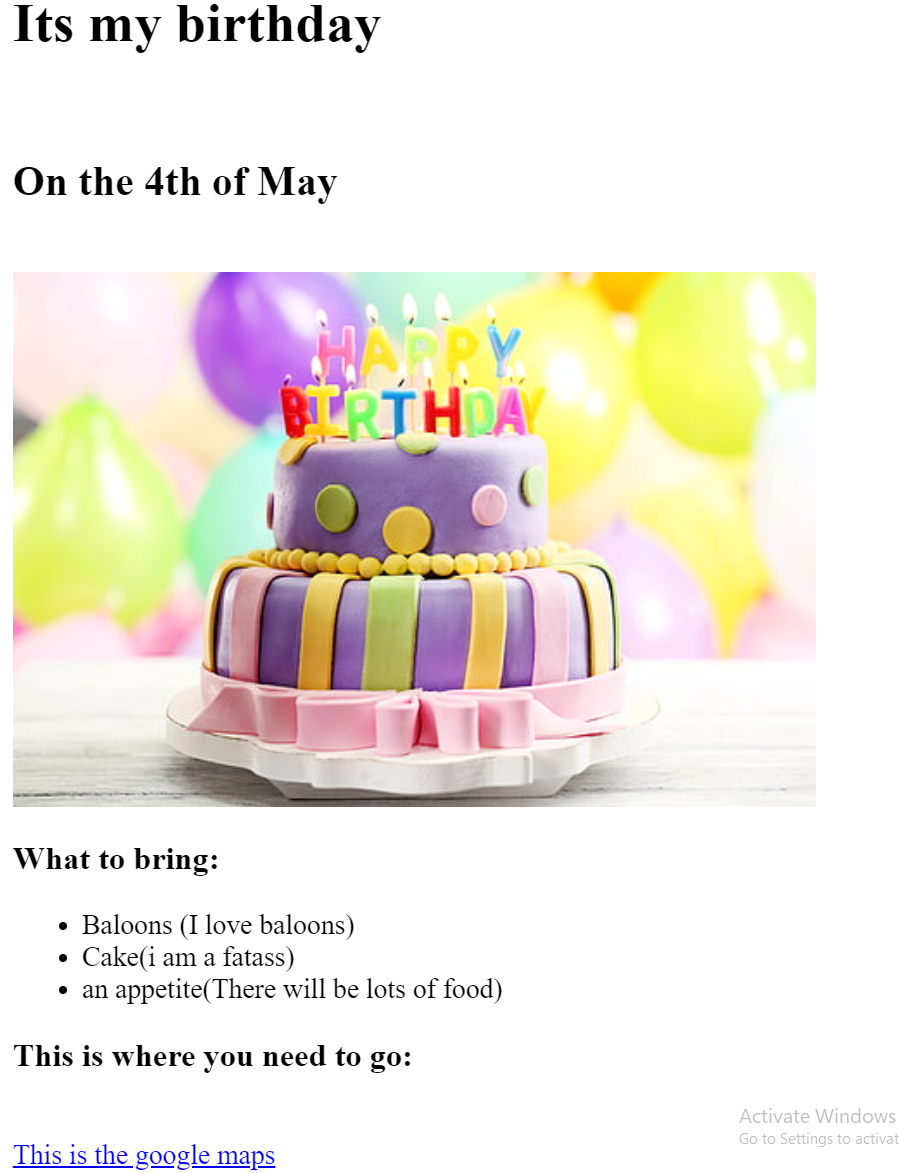 Its my birthday
On the 4th of May
HAPPY
BIRTHDAY
What to bring:
Baloons (I love baloons)
Cake(i am a fatass)
an appetite(There will be lots of food)
This is where you need to go:
Activate Windows
Go to Settings to activat
This is the google maps